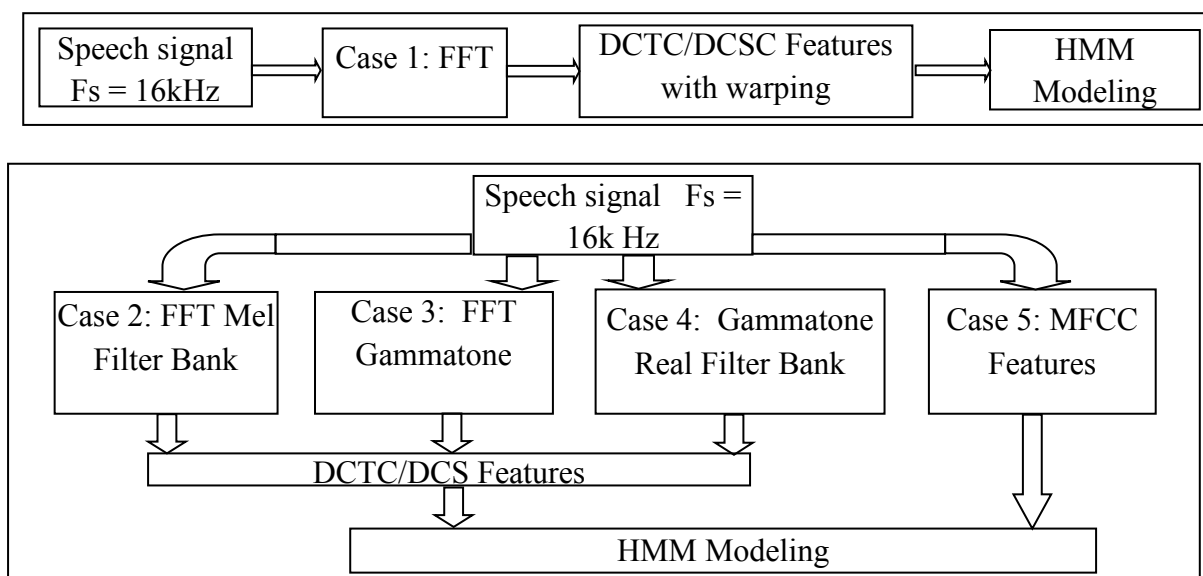 Speech signal
Fs = 16kHz
Case 1: FFT
DCTC/DCSC Features
with warping
HMM
Modeling
Speech signal Fs =
16k Hz
Case 2: FFT Mel
Filter Bank
Case 3: FFT
Gammatone
Case 4: Gammatone
Real Filter Bank
Case 5: MFCC
Features
DCTC/DCS Features
HMM Modeling